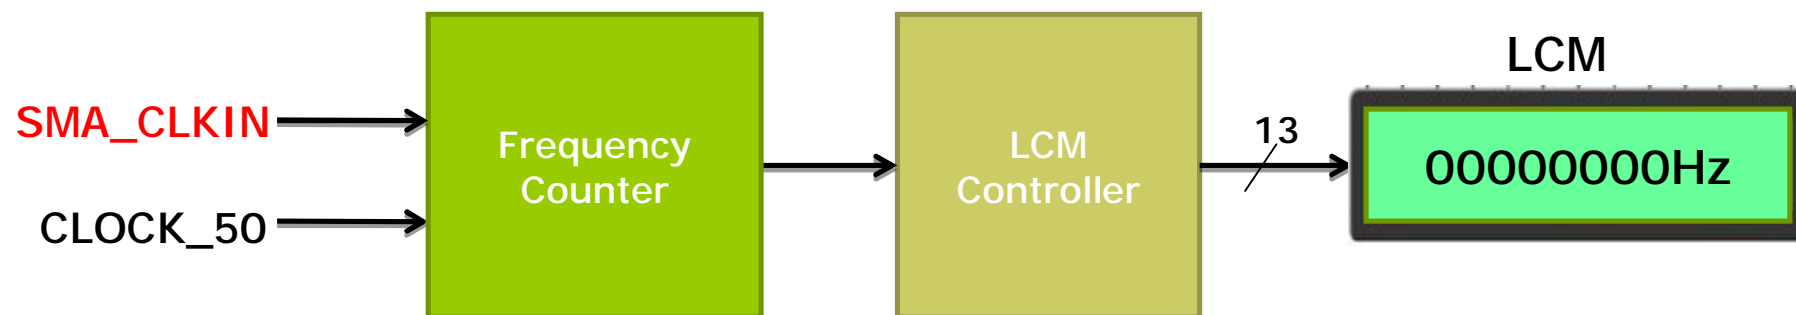 SMA_CLKIN
CLOCK_50
Frequency
Counter
LCM
Controller
13
LCM
00000000Hz